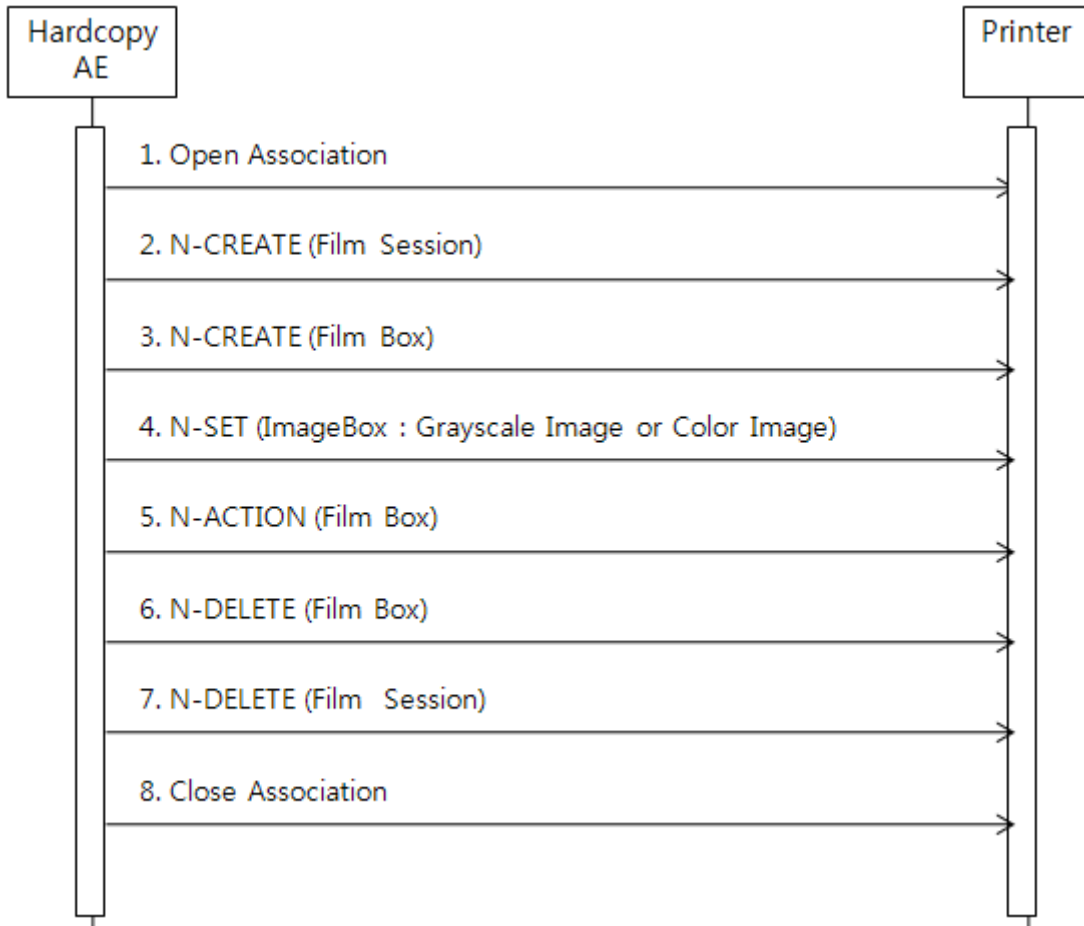 Hardcopy
AE
Printer
1. Open Association
2. N-CREATE (Film Session)
3. N-CREATE (Film Box)
4. N-SET (ImageBox : Grayscale Image or Color Image)
5. N-ACTION (Film Box)
6. N-DELETE (Film Box)
7. N-DELETE (Film Session)
8. Close Association